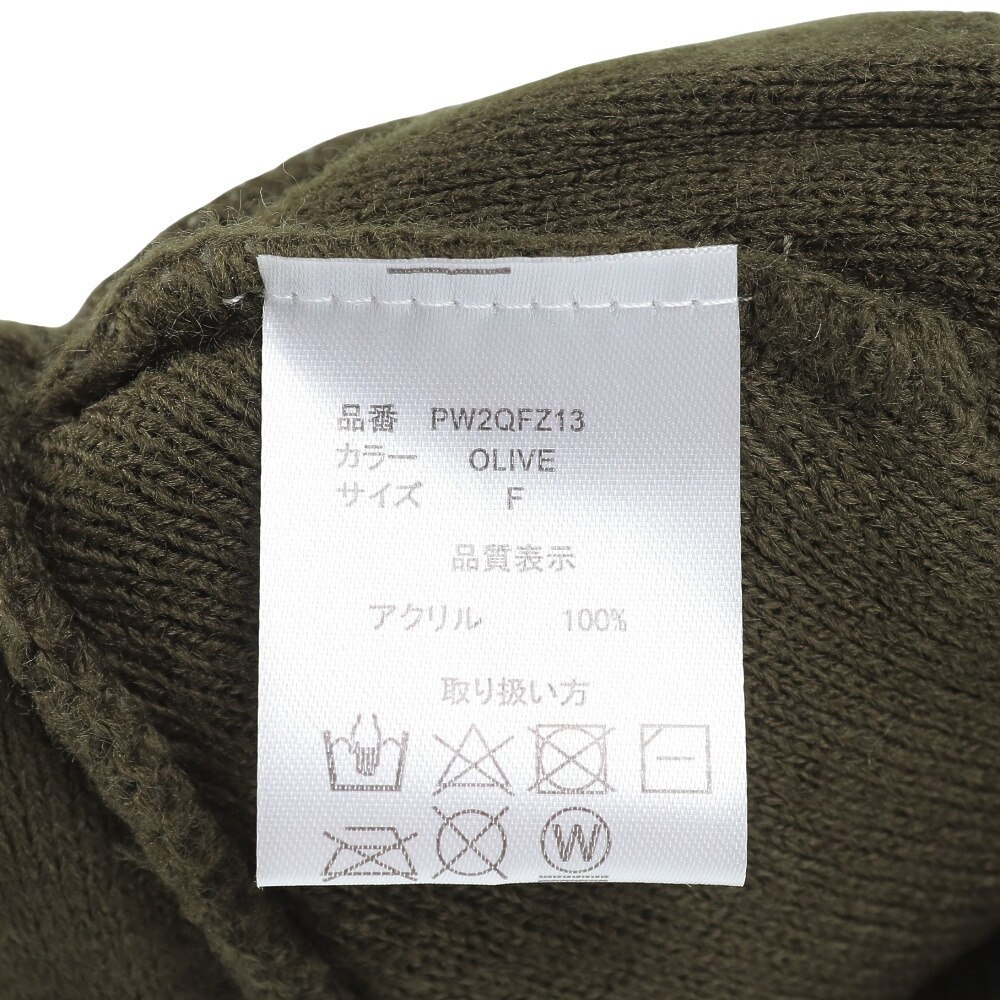 品番 PW2QFZ13
カラー OLIVE
サイズ F
品質表示
アクリル 100%
取り扱い方
W